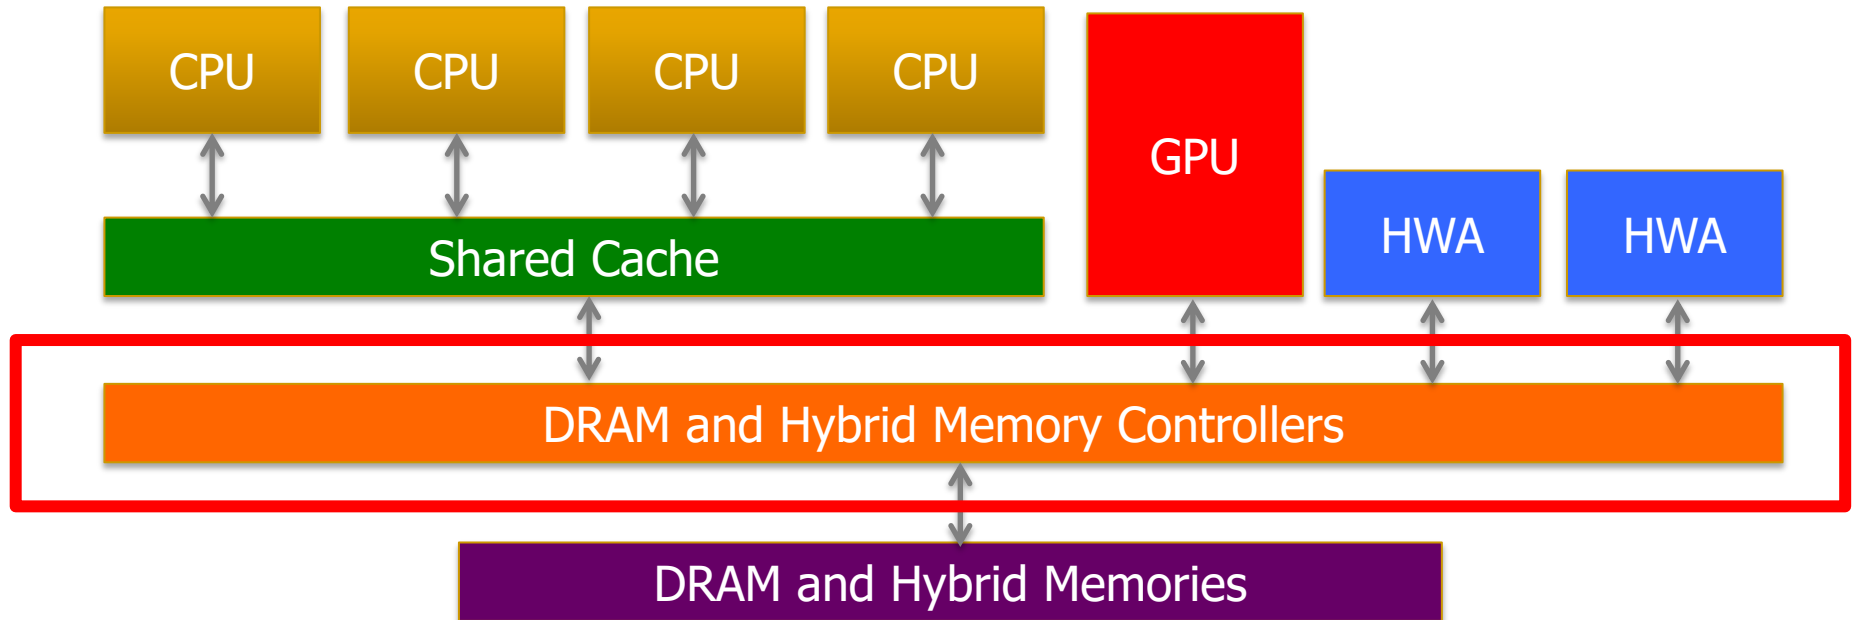 CPU
CPU
CPU
CPU
GPU
HWA
HWA
Shared Cache
DRAM and Hybrid Memory Controllers
DRAM and Hybrid Memories